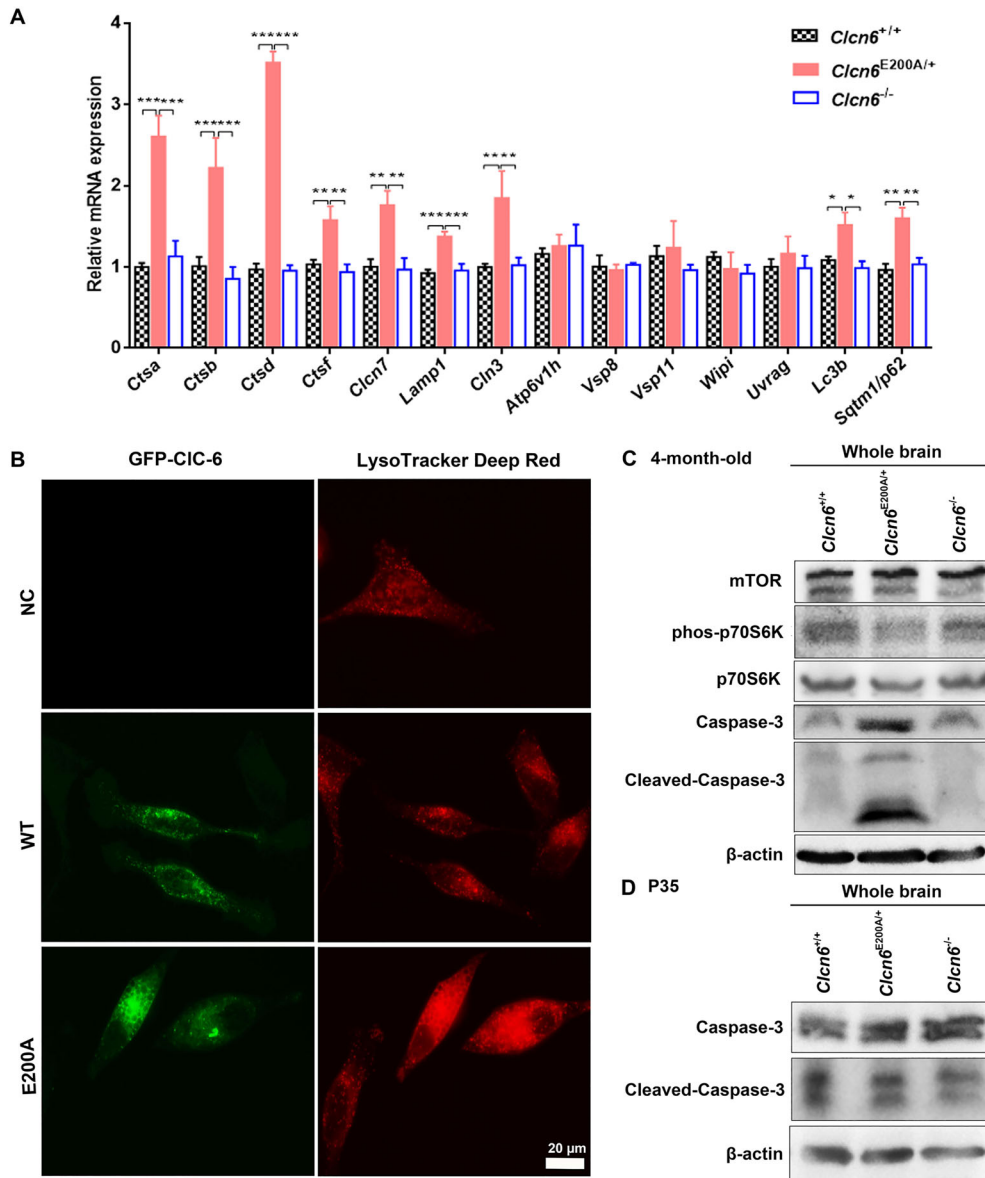 A
4
3
2
1
0
Relative mRNA expression
Clcn6+/+
Clcn6E200A/+
Clcn6-/-
*** ***
*** ***
*** ***
** **
** **
*** ***
** **
* *
** **
Ctsa
Ctsb
Ctsd
Ctsf
Clcn7
Lamp1
Cln3
Atp6v1h
Vsp8
Vsp11
Wipi
Uvrag
Lc3b
Sqtm1/p62
B
GFP-ClC-6
LysoTracker Deep Red
NC
WT
E200A
20 μm
C 4-month-old
Whole brain
Clcn6+/+
Clcn6E200A/+
Clcn6-/-
mTOR
phos-p70S6K
p70S6K
Caspase-3
Cleaved-Caspase-3
β-actin
D P35
Whole brain
Clcn6+/+
Clcn6E200A/+
Clcn6-/-
Caspase-3
Cleaved-Caspase-3
β-actin